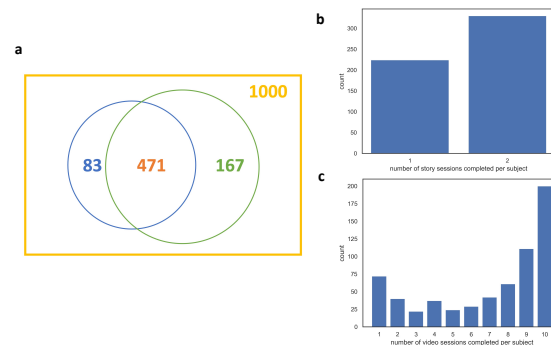 a
1000
83
471
167
b
count
300
250
200
150
100
50
0
1
2
number of story sessions completed per subject
c
count
200
175
150
125
100
75
50
25
0
1 2 3 4 5 6 7 8 9 10
number of video sessions completed per subject